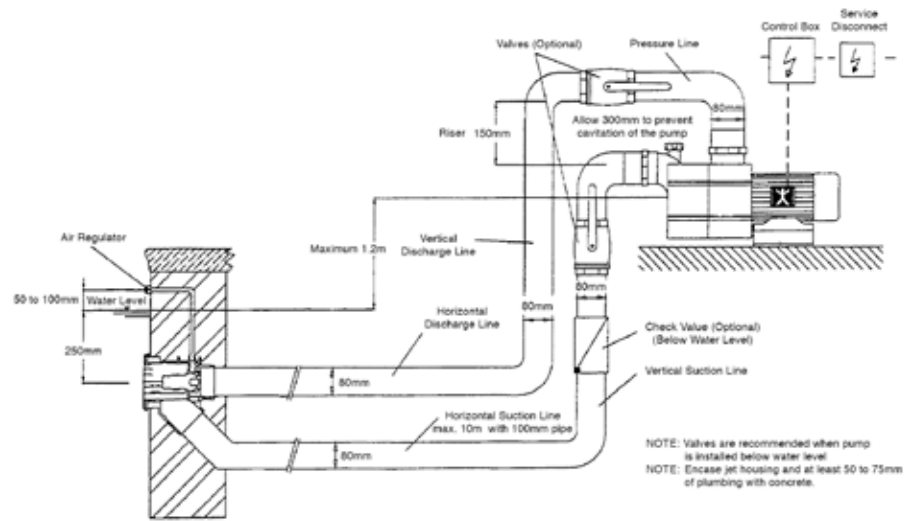 Control Box
Service
Disconnect
Valves (Optional)
Pressure Line
80mm
Allow 300mm to prevent
cavitation of the pump
Riser 150mm
Air Regulator
Maximum 1.2m
Vertical
Discharge Line
50 to 100mm
Water Level
80mm
80mm
Horizontal
Discharge Line
Check Value (Optional)
(Below Water Level)
250mm
80mm
Vertical Suction Line
Horizontal Suction Line
max. 10m with 100mm pipe
80mm
NOTE: Valves are recommended when pump
is installed below water level
NOTE: Encase jet housing and at least 50 to 75mm
of plumbing with concrete.